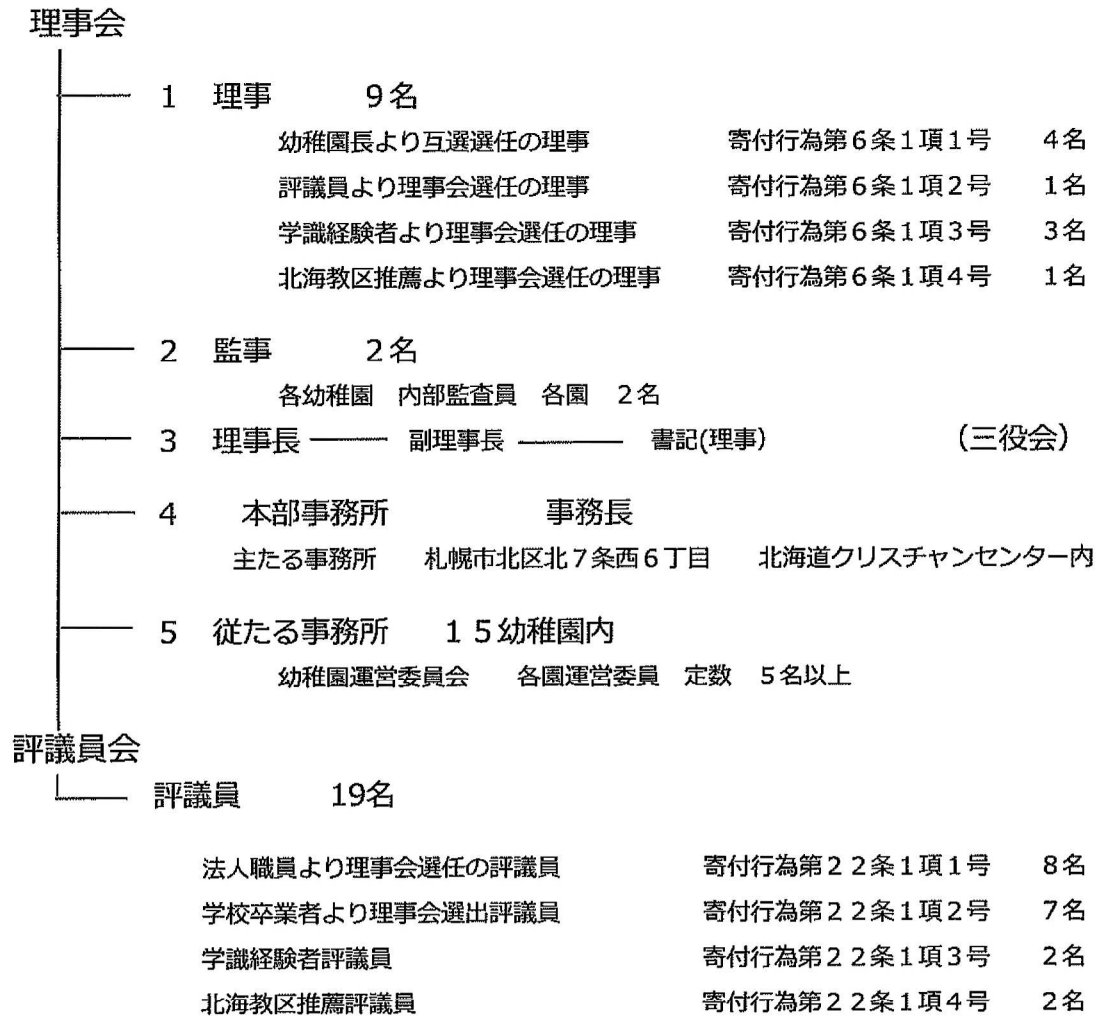 理事会
1 理事 9名
幼稚園長より互選選任の理事 寄付行為第6条1項1号 4名
評議員より理事会選任の理事 寄付行為第6条1項2号 1名
学識経験者より理事会選任の理事 寄付行為第6条1項3号 3名
北海教区推薦より理事会選任の理事 寄付行為第6条1項4号 1名
2 監事 2名
各幼稚園 内部監査員 各園 2名
3 理事長 副理事長 書記(理事) (三役会)
4 本部事務所 事務長
主たる事務所 札幌市北区北7条西6丁目 北海道クリスチャンセンター内
5 従たる事務所 15幼稚園内
幼稚園運営委員会 各園運営委員 定数 5名以上
評議員会
評議員 19名
法人職員より理事会選任の評議員 寄付行為第22条1項1号 8名
学校卒業者より理事会選出評議員 寄付行為第22条1項2号 7名
学識経験者評議員 寄付行為第22条1項3号 2名
北海教区推薦評議員 寄付行為第22条1項4号 2名